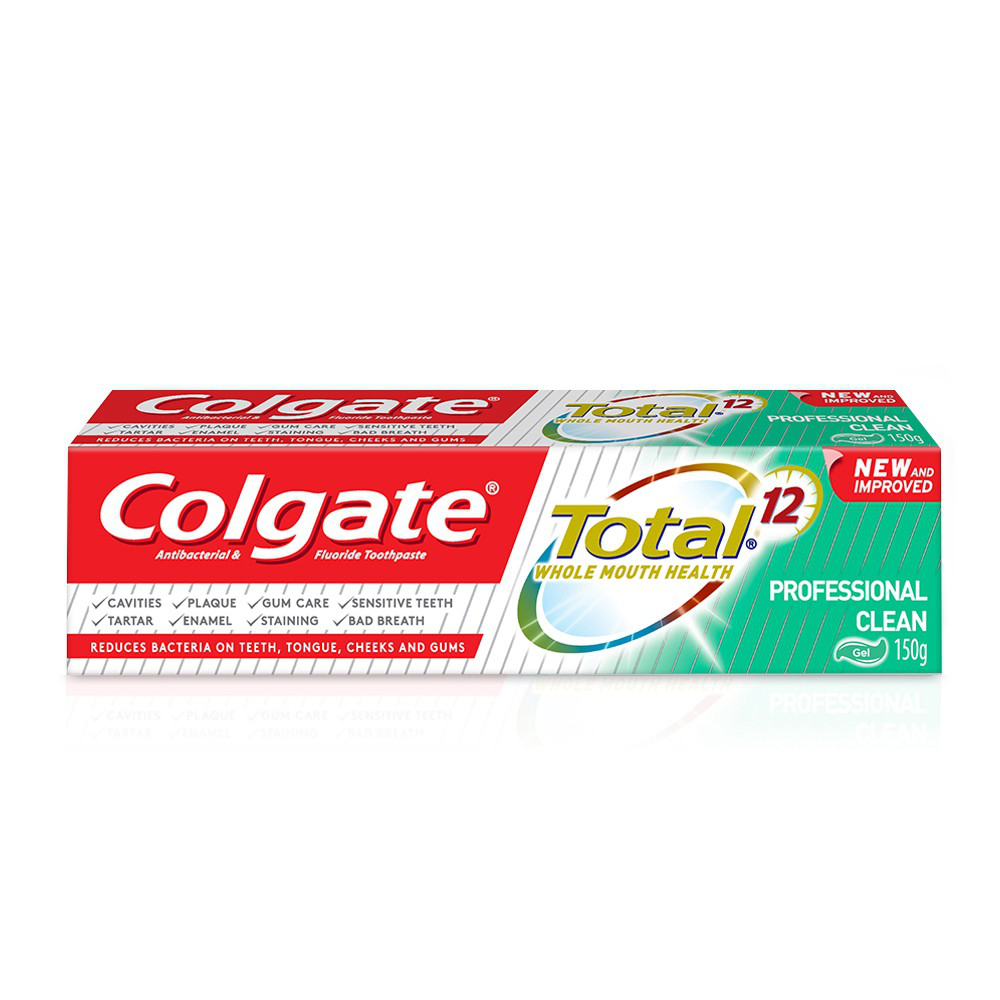 Colgate®
Antibacterial & Fluoride Toothpaste
✓CAVITIES ✓PLAQUE ✓GUM CARE ✓SENSITIVE TEETH
✓TARTAR ✓ENAMEL ✓STAINING ✓BAD BREATH
REDUCES BACTERIA ON TEETH, TONGUE, CHEEKS AND GUMS
Total® 12
WHOLE MOUTH HEALTH
NEW AND
IMPROVED
PROFESSIONAL
CLEAN
Gel 150g
Colgate®
Antibacterial & Fluoride Toothpaste
✓CAVITIES ✓PLAQUE ✓GUM CARE ✓SENSITIVE TEETH
✓TARTAR ✓ENAMEL ✓STAINING ✓BAD BREATH
REDUCES BACTERIA ON TEETH, TONGUE, CHEEKS AND GUMS
Total® 12
WHOLE MOUTH HEALTH
NEW AND
IMPROVED
PROFESSIONAL
CLEAN
Gel 150g